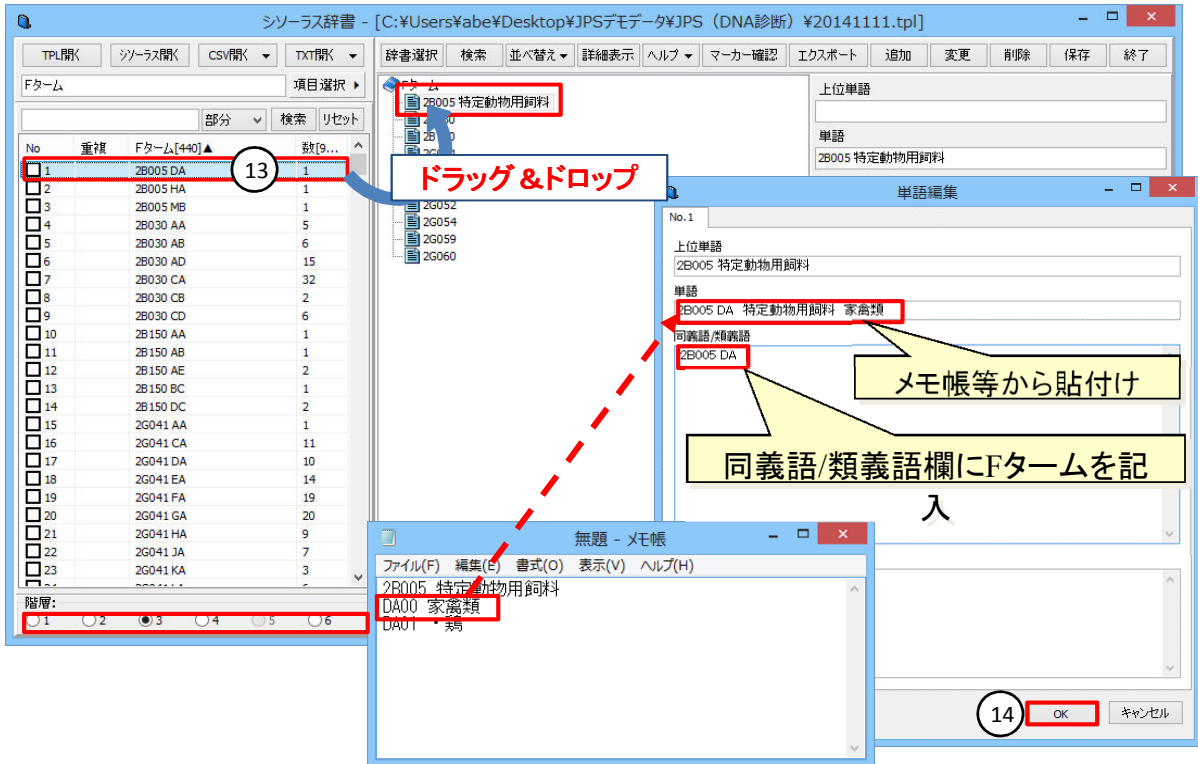 シソーラス辞書 - [C:¥Users¥abe¥Desktop¥JPSデモデータ¥JPS（DNA診断）¥20141111.tpl]
TPL開く シソーラス開く CSV開く TXT開く
辞書選択 検索 並べ替え 詳細表示 ヘルプ マーカー確認 エクスポート 追加 変更 削除 保存 終了
Fターム 項目選択
部分 検索 リセット
No 重複 Fターム[440]▲ 数[9...
1 2B005 DA 1
2 2B005 HA 1
3 2B005 MB 1
4 2B030 AA 5
5 2B030 AB 6
6 2B030 AD 15
7 2B030 CA 32
8 2B030 CB 2
9 2B030 CD 6
10 2B150 AA 1
11 2B150 AB 1
12 2B150 AE 2
13 2B150 BC 1
14 2B150 DC 2
15 2G041 AA 1
16 2G041 CA 11
17 2G041 DA 10
18 2G041 EA 14
19 2G041 FA 19
20 2G041 GA 20
21 2G041 HA 9
22 2G041 JA 7
23 2G041 KA 3
階層:
1 2 3 4 5 6
13
Fターム
2B005 特定動物用飼料
ドラッグ＆ドロップ
2G052
2G054
2G059
2G060
上位単語
単語
2B005 特定動物用飼料
単語編集
No.1
上位単語
2B005 特定動物用飼料
単語
2B005 DA 特定動物用飼料 家禽類
同義語/類義語
2B005 DA
メモ帳等から貼付け
同義語/類義語欄にFタームを記
入
14
OK キャンセル
無題 - メモ帳
ファイル(F) 編集(E) 書式(O) 表示(V) ヘルプ(H)
2B005 特定動物用飼料
DA00 家禽類
DA01 ・鶏